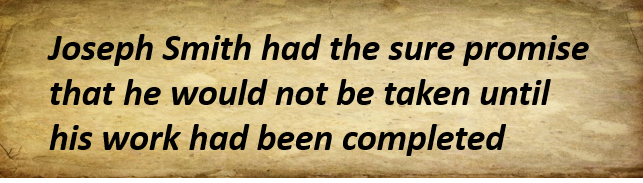 Joseph Smith had the sure promise
that he would not be taken until
his work had been completed